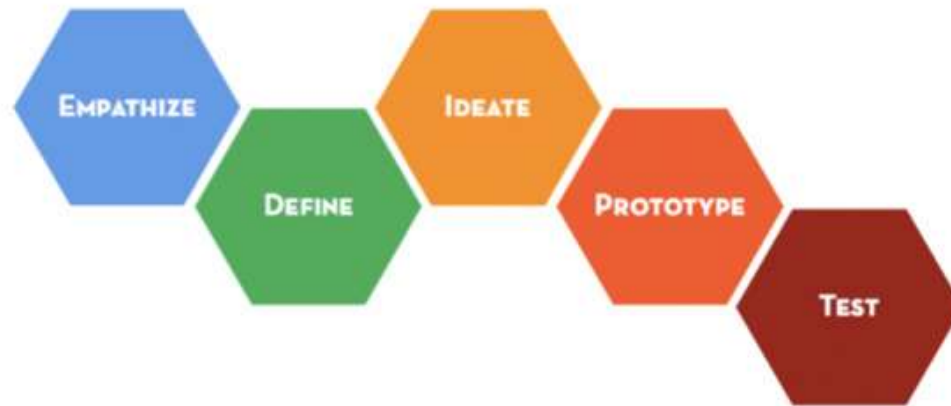 EMPATHIZE
DEFINE
IDEATE
PROTOTYPE
TEST